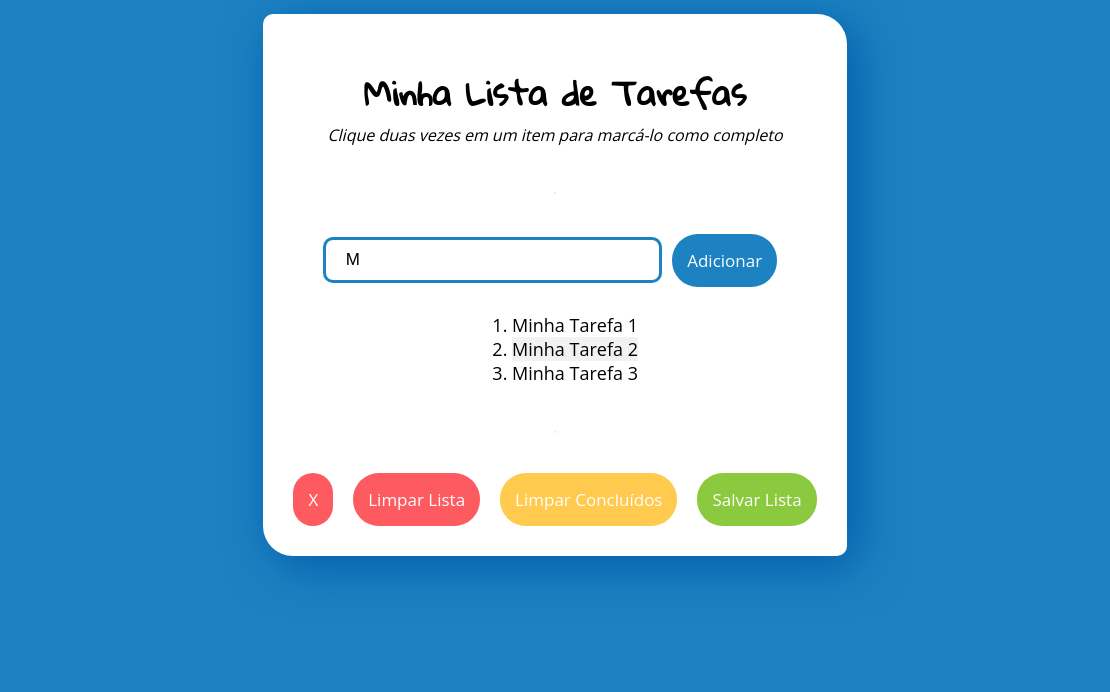 Minha Lista de Tarefas
Clique duas vezes em um item para marcá-lo como completo
M
Adicionar
1. Minha Tarefa 1
2. Minha Tarefa 2
3. Minha Tarefa 3
X
Limpar Lista
Limpar Concluídos
Salvar Lista